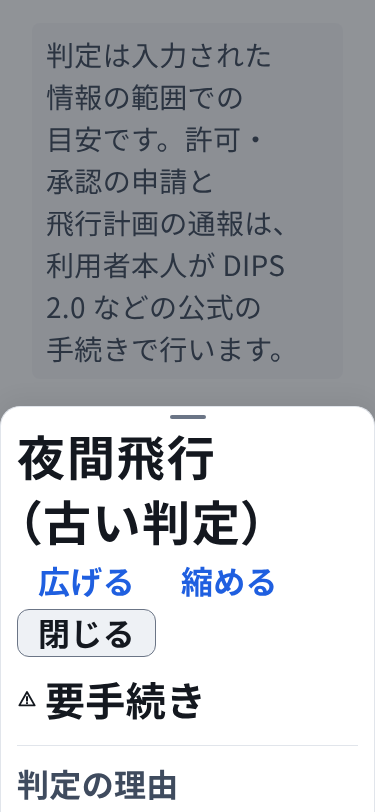 判定は入力された
情報の範囲での
目安です。許可・
承認の申請と
飛行計画の通報は、
利用者本人が DIPS
2.0 などの公式の
手続きで行います。
夜間飛行
（古い判定）
広げる 縮める
閉じる
⚠ 要手続き
判定の理由